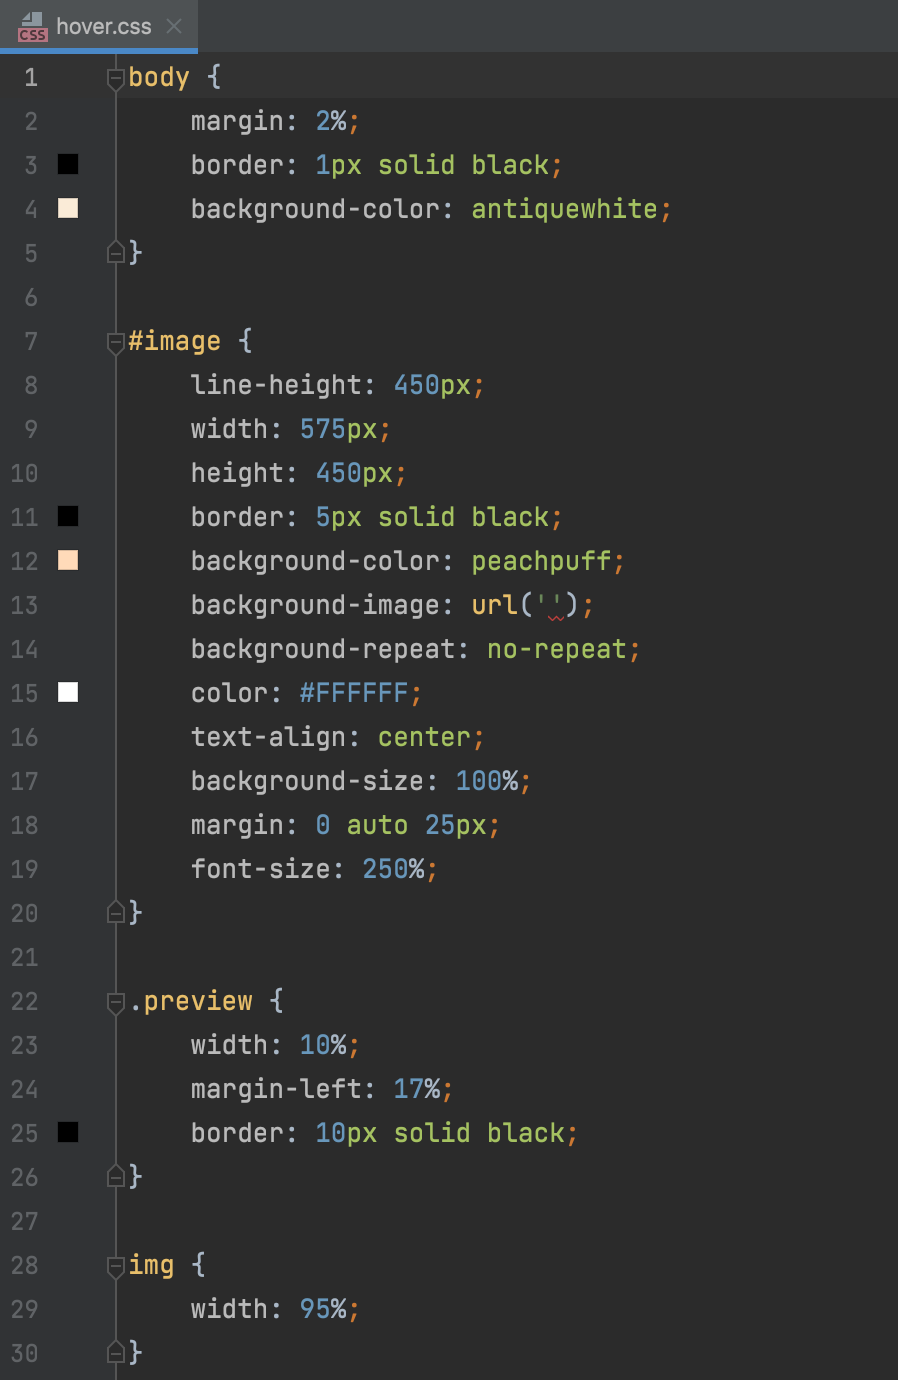 CSS hover.css
1 body {
2 margin: 2%;
3 border: 1px solid black;
4 background-color: antiquewhite;
5 }
6
7 #image {
8 line-height: 450px;
9 width: 575px;
10 height: 450px;
11 border: 5px solid black;
12 background-color: peachpuff;
13 background-image: url('');
14 background-repeat: no-repeat;
15 color: #FFFFFF;
16 text-align: center;
17 background-size: 100%;
18 margin: 0 auto 25px;
19 font-size: 250%;
20 }
21
22 .preview {
23 width: 10%;
24 margin-left: 17%;
25 border: 10px solid black;
26 }
27
28 img {
29 width: 95%;
30 }